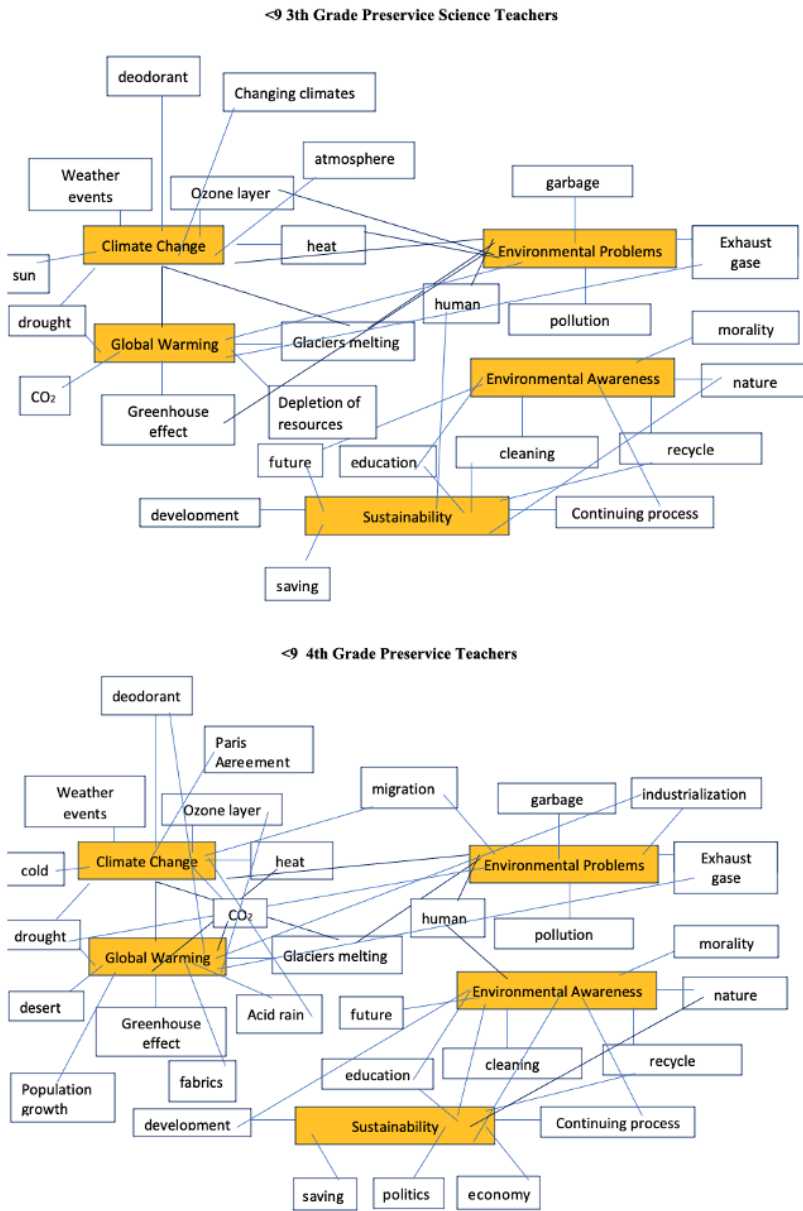 <9 3th Grade Preservice Science Teachers
deodorant
Changing climates
atmosphere
Weather
events
Ozone layer
garbage
Climate Change
heat
Environmental Problems
Exhaust
gase
sun
human
drought
pollution
morality
Global Warming
Glaciers melting
Environmental Awareness
nature
CO₂
Greenhouse
effect
Depletion of
resources
future
education
cleaning
recycle
development
Sustainability
Continuing process
saving
<9 4th Grade Preservice Teachers
deodorant
Paris
Agreement
Weather
events
migration
garbage
industrialization
Ozone layer
Climate Change
heat
Environmental Problems
Exhaust
gase
cold
CO₂
human
drought
pollution
Global Warming
Glaciers melting
morality
Environmental Awareness
nature
desert
Greenhouse
effect
Acid rain
future
cleaning
recycle
Population
growth
fabrics
education
development
Sustainability
Continuing process
saving
politics
economy